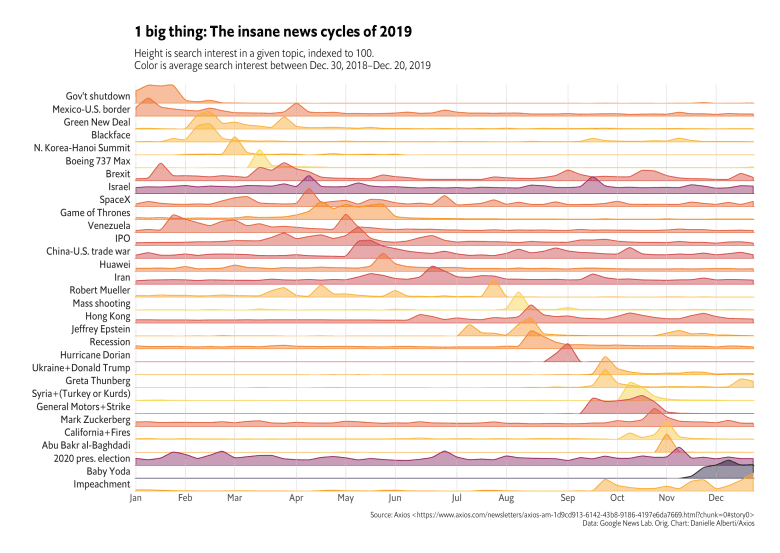 1 big thing: The insane news cycles of 2019
Height is search interest in a given topic, indexed to 100.
Color is average search interest between Dec. 30, 2018–Dec. 20, 2019
Gov't shutdown
Mexico-U.S. border
Green New Deal
Blackface
N. Korea-Hanoi Summit
Boeing 737 Max
Brexit
Israel
SpaceX
Game of Thrones
Venezuela
IPO
China-U.S. trade war
Huawei
Iran
Robert Mueller
Mass shooting
Hong Kong
Jeffrey Epstein
Recession
Hurricane Dorian
Ukraine+Donald Trump
Greta Thunberg
Syria+(Turkey or Kurds)
General Motors+Strike
Mark Zuckerberg
California+Fires
Abu Bakr al-Baghdadi
2020 pres. election
Baby Yoda
Impeachment
Jan Feb Mar Apr May Jun Jul Aug Sep Oct Nov Dec
Source: Axios <https://www.axios.com/newsletters/axios-am-1d9cd913-6142-43b8-9186-4197e6da7669.html?chunk=0#story0>
Data: Google News Lab. Orig. Chart: Danielle Alberti/Axios